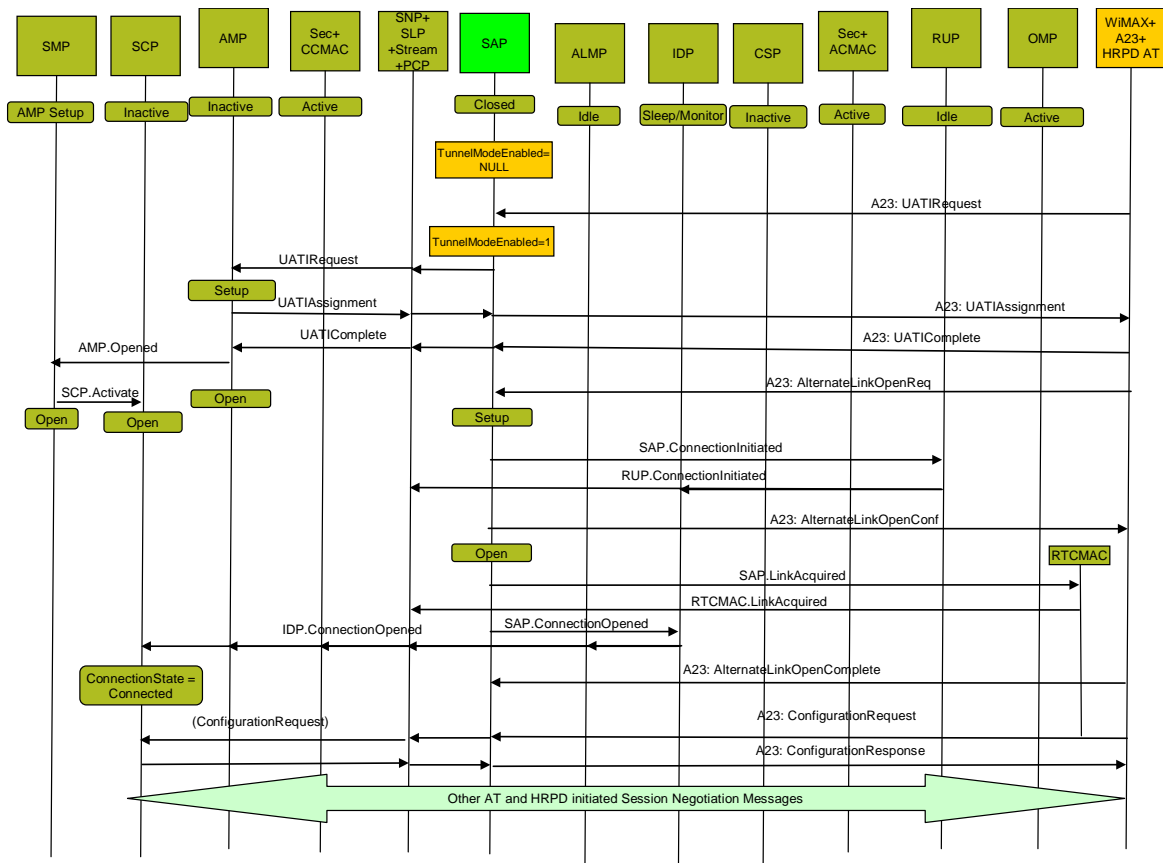 SMP
SCP
AMP
Sec+
CCMAC
SNP+
SLP
+Stream
+PCP
SAP
ALMP
IDP
CSP
Sec+
ACMAC
RUP
OMP
WiMAX+
A23+
HRPD AT
AMP Setup
Inactive
Inactive
Active
Closed
Idle
Sleep/Monitor
Inactive
Active
Idle
Active
TunnelModeEnabled=
NULL
A23: UATIRequest
TunnelModeEnabled=1
UATIRequest
Setup
UATIAssignment
A23: UATIAssignment
UATIComplete
A23: UATIComplete
AMP.Opened
SCP.Activate
Open
A23: AlternateLinkOpenReq
Open
Open
Setup
SAP.ConnectionInitiated
RUP.ConnectionInitiated
A23: AlternateLinkOpenConf
Open
RTCMAC
SAP.LinkAcquired
RTCMAC.LinkAcquired
SAP.ConnectionOpened
IDP.ConnectionOpened
ConnectionState =
Connected
A23: AlternateLinkOpenComplete
(ConfigurationRequest)
A23: ConfigurationRequest
A23: ConfigurationResponse
Other AT and HRPD initiated Session Negotiation Messages